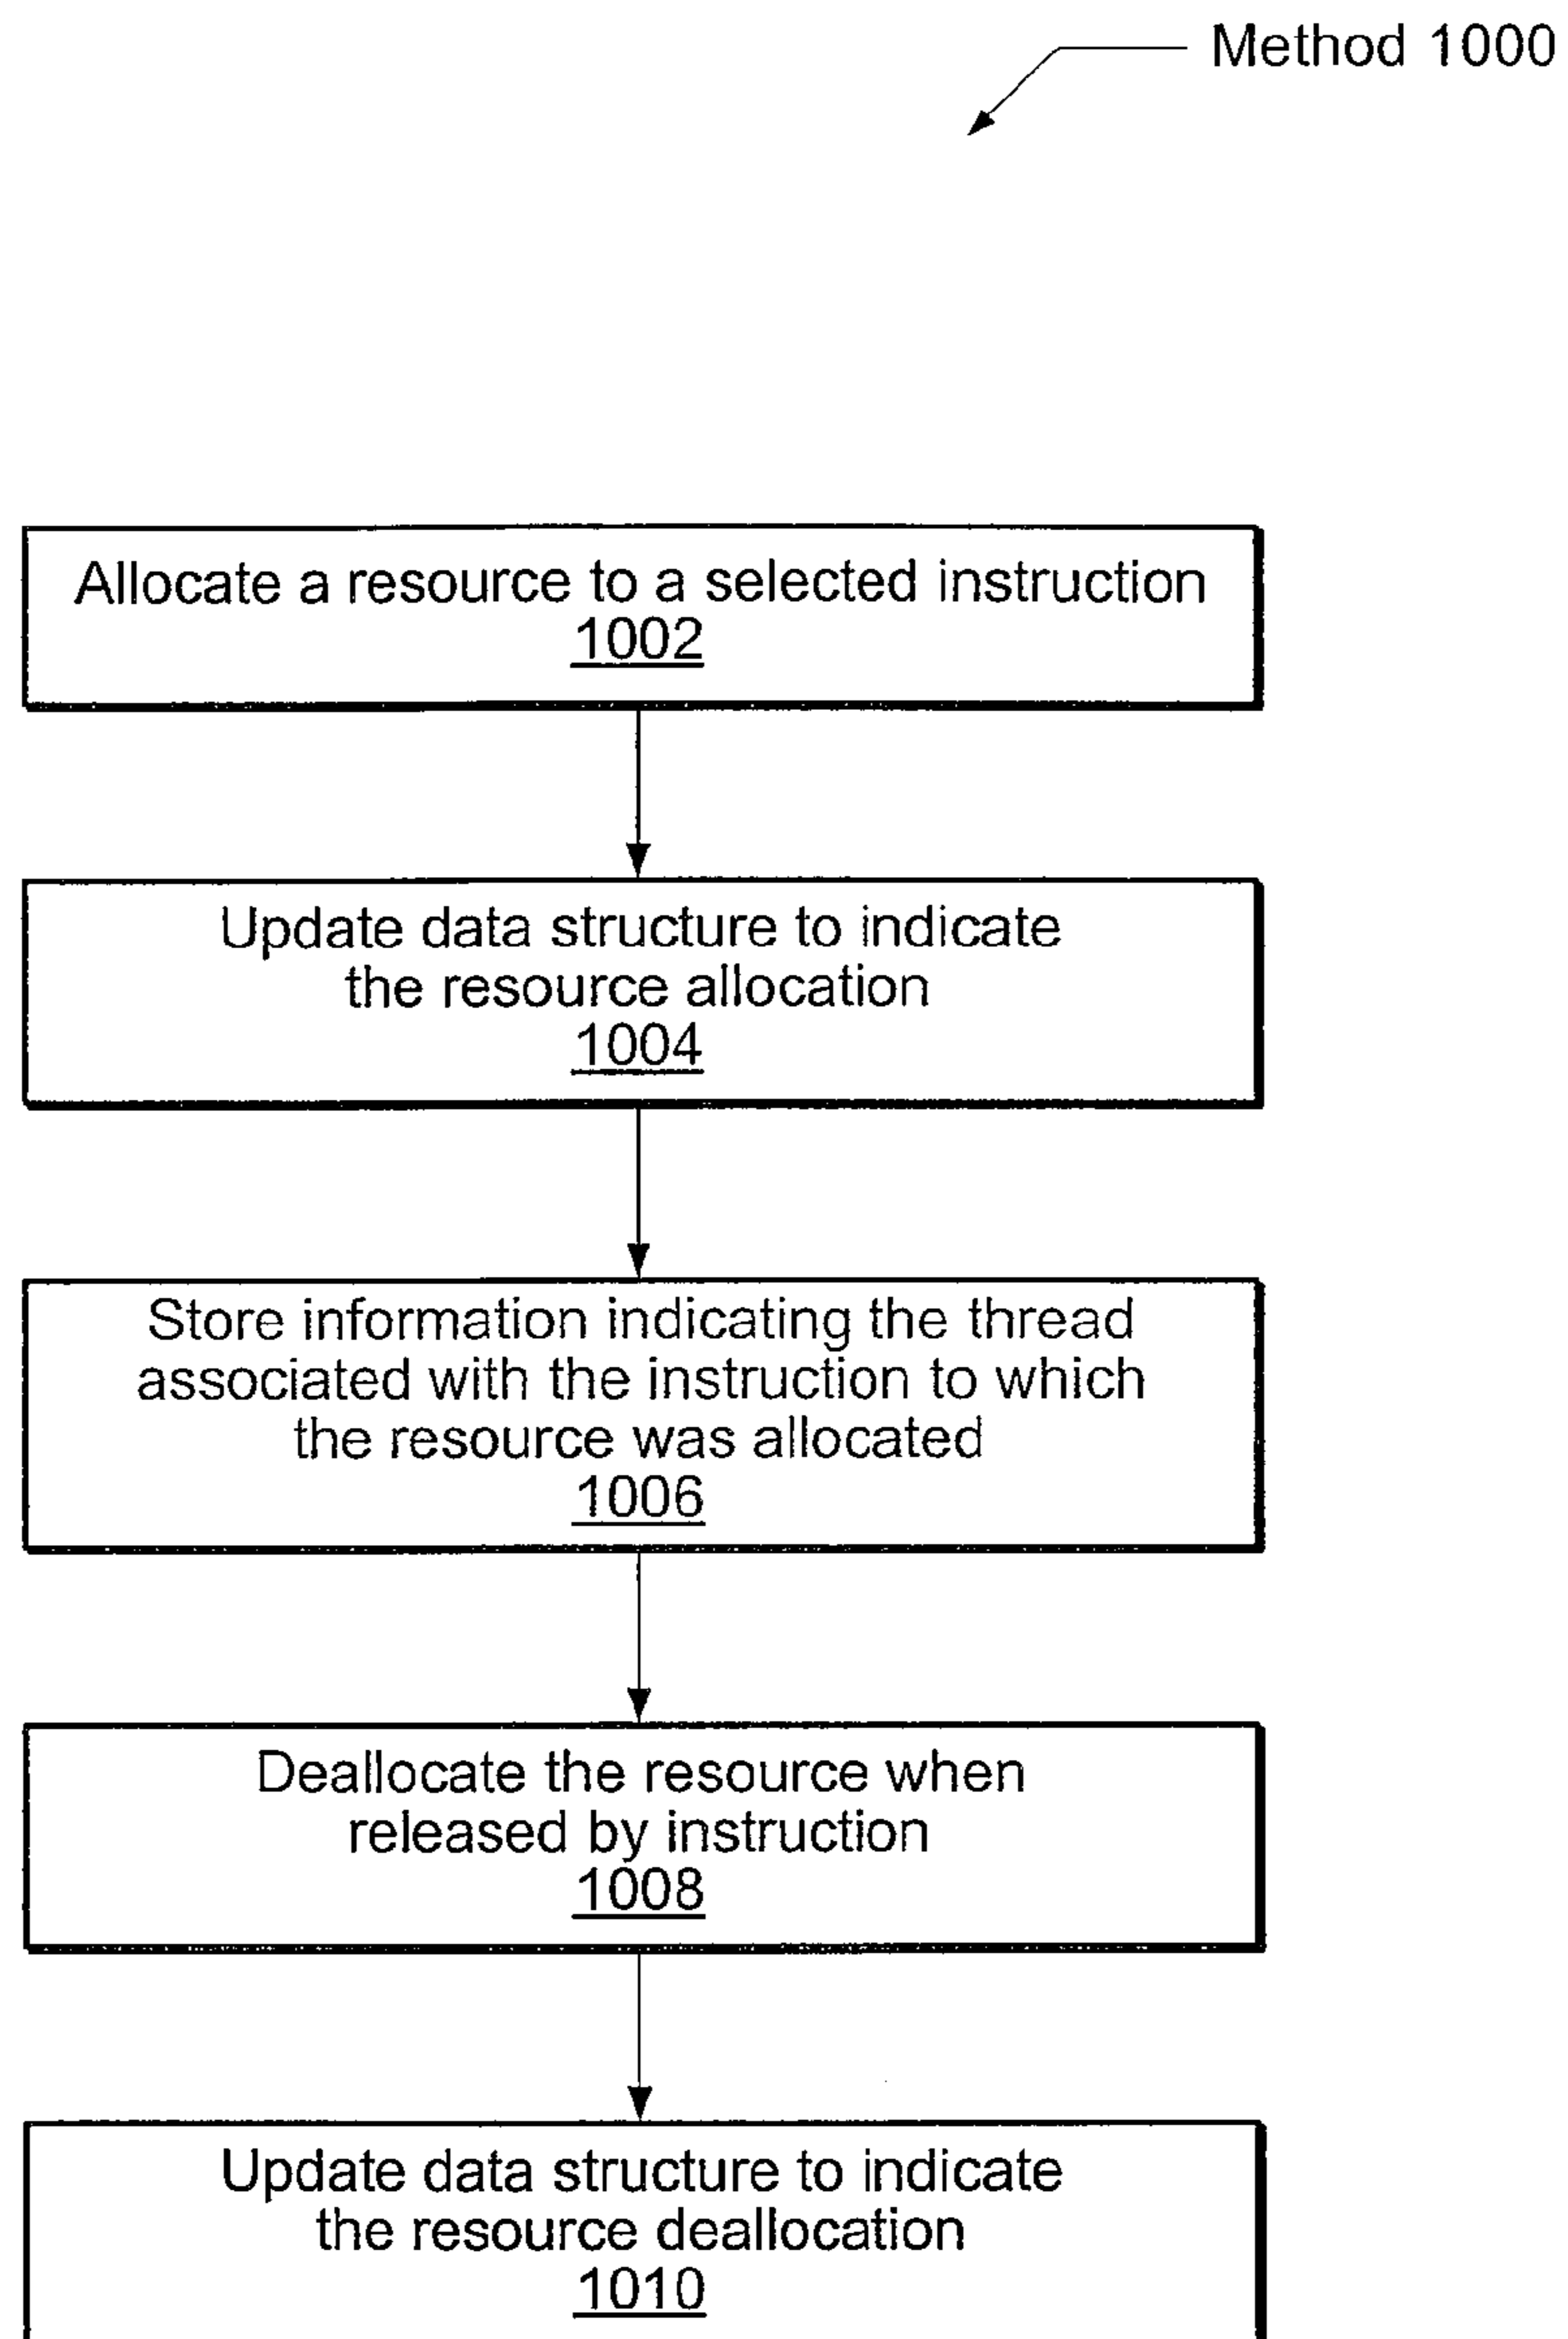 Method 1000
Allocate a resource to a selected instruction
1002
Update data structure to indicate
the resource allocation
1004
Store information indicating the thread
associated with the instruction to which
the resource was allocated
1006
Deallocate the resource when
released by instruction
1008
Update data structure to indicate
the resource deallocation
1010